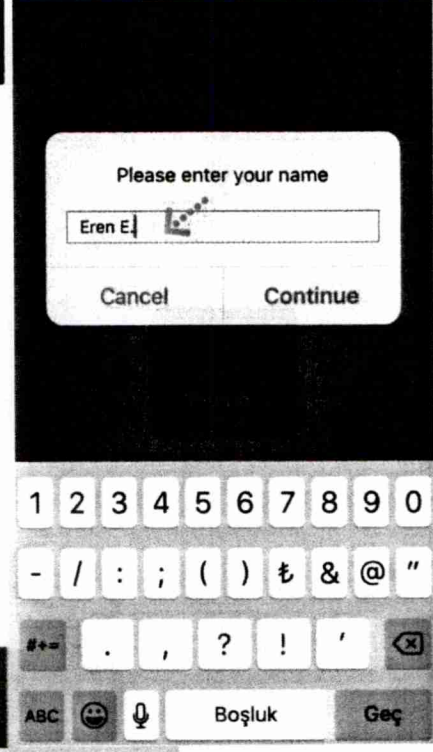 Please enter your name
Eren E.
Cancel Continue
1 2 3 4 5 6 7 8 9 0
- / : ; ( ) ₺ & @ "
#+= . , ? ! '
ABC Boşluk Geç